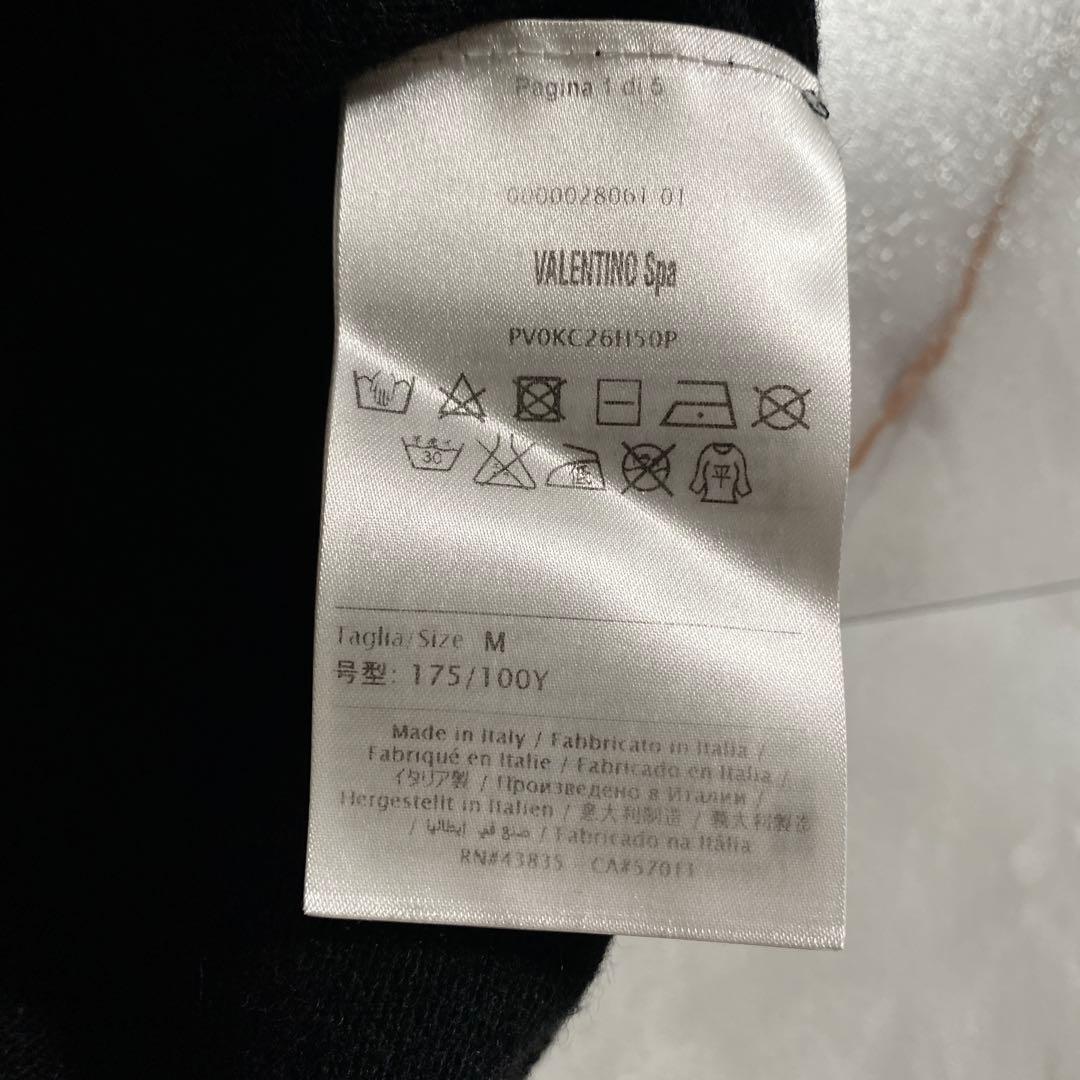 Pagina 1 di 5
0000028061 01
VALENTINO Spa
PV0KC26H50P
30 低 平
Taglia/Size M
号型: 175/100Y
Made in Italy / Fabbricato in Italia /
Fabriqué en Italie / Fabricado en Italia /
イタリア製 / Произведено в Италии /
Hergestellt in Italien / 意大利制造 / 義大利製造
/ صنع في إيطاليا / Fabricado na Itália
RN#43835 CA#57011